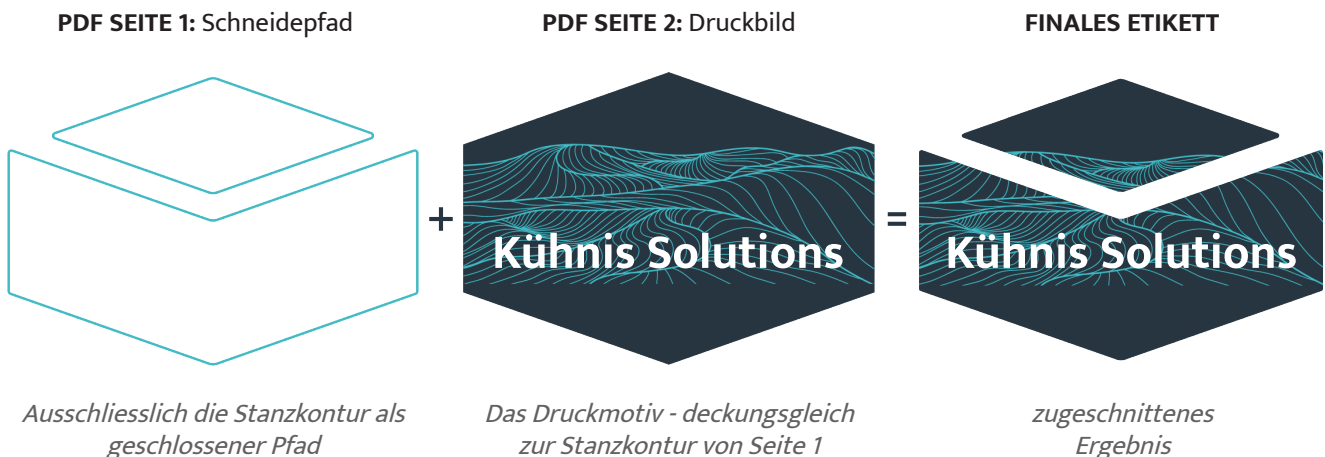 PDF SEITE 1: Schneidepfad
PDF SEITE 2: Druckbild
FINALES ETIKETT
+
=
Kühnis Solutions
Kühnis Solutions
Ausschliesslich die Stanzkontur als
geschlossener Pfad
Das Druckmotiv - deckungsgleich
zur Stanzkontur von Seite 1
zugeschnittenes
Ergebnis